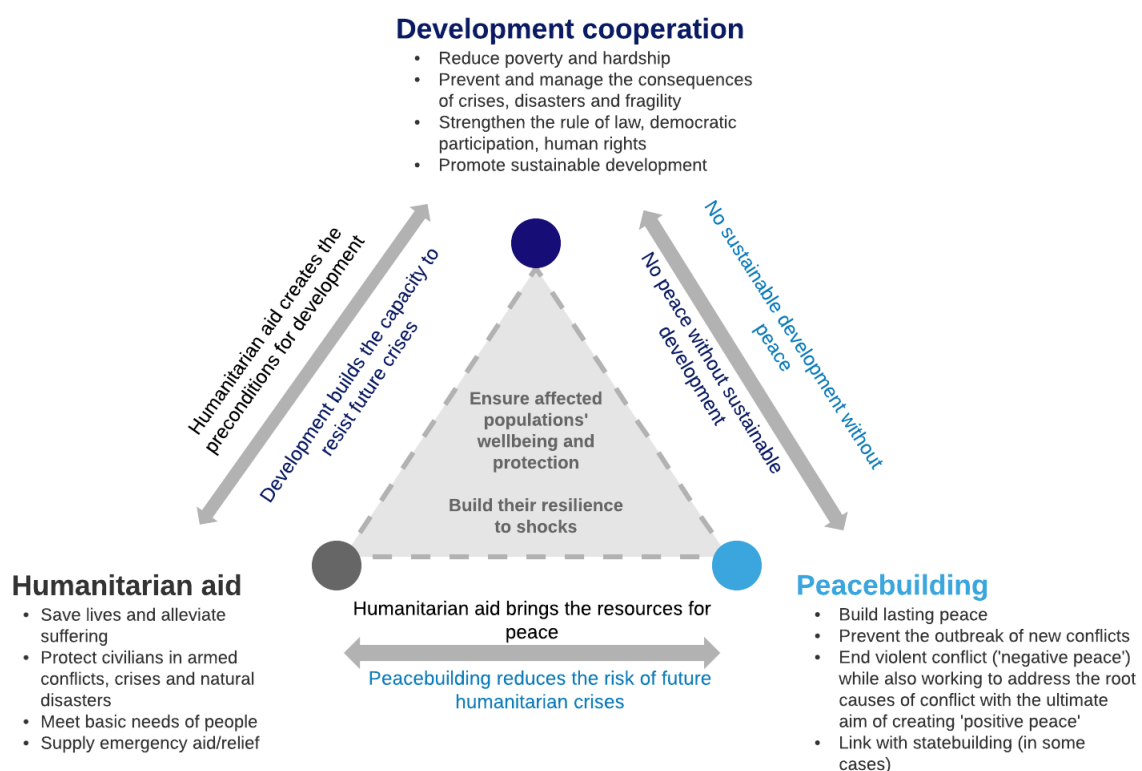 Development cooperation
• Reduce poverty and hardship
• Prevent and manage the consequences
of crises, disasters and fragility
• Strengthen the rule of law, democratic
participation, human rights
• Promote sustainable development
Humanitarian aid creates the
preconditions for development
Development builds the capacity to
resist future crises
No peace without sustainable
development
No sustainable development without
peace
Ensure affected
populations'
wellbeing and
protection
Build their resilience
to shocks
Humanitarian aid
• Save lives and alleviate
suffering
• Protect civilians in armed
conflicts, crises and natural
disasters
• Meet basic needs of people
• Supply emergency aid/relief
Humanitarian aid brings the resources for
peace
Peacebuilding reduces the risk of future
humanitarian crises
Peacebuilding
• Build lasting peace
• Prevent the outbreak of new conflicts
• End violent conflict ('negative peace')
while also working to address the root
causes of conflict with the ultimate
aim of creating 'positive peace'
• Link with statebuilding (in some
cases)